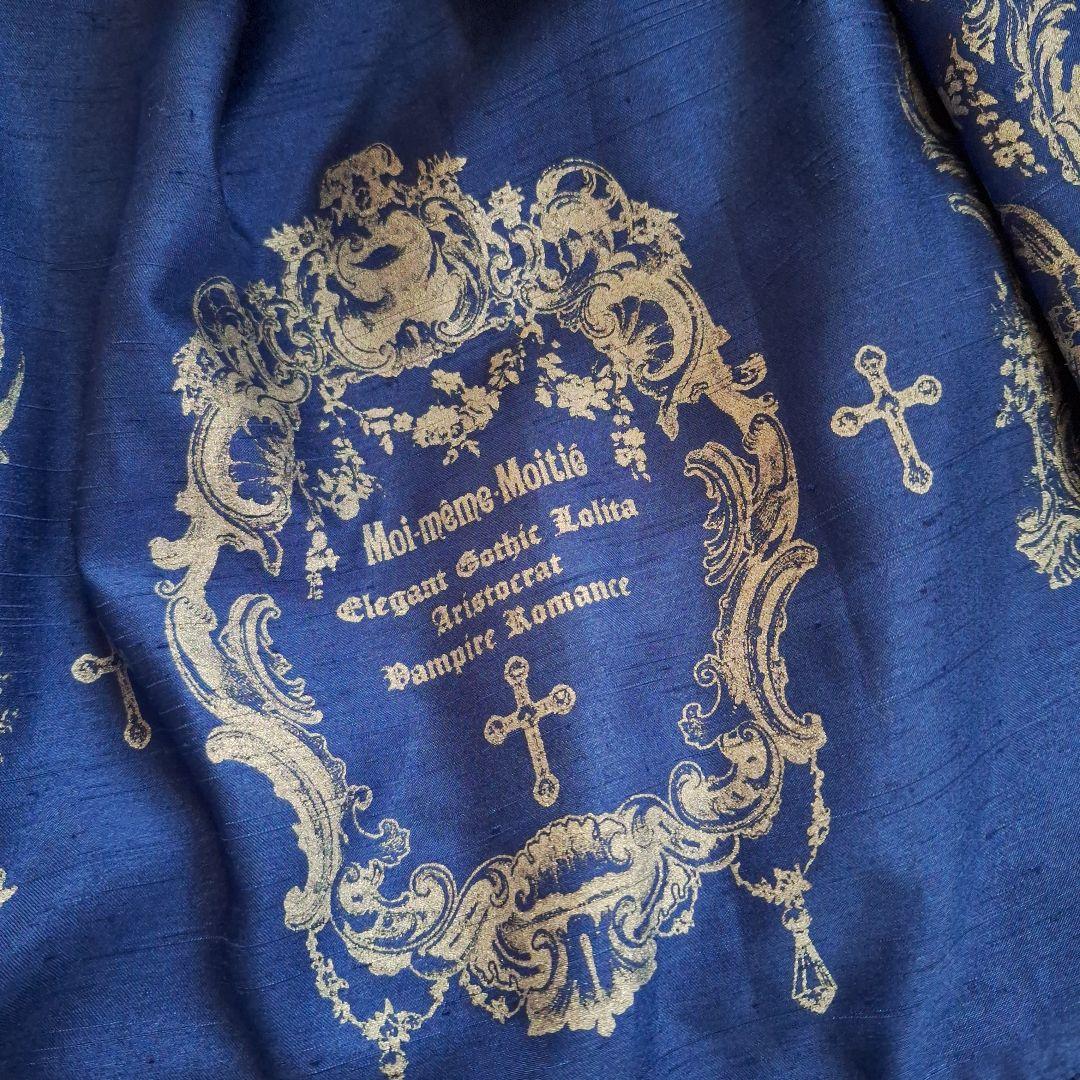 Moi-même-Moitié
Elegant Gothic Lolita
Aristocrat
Vampire Romance